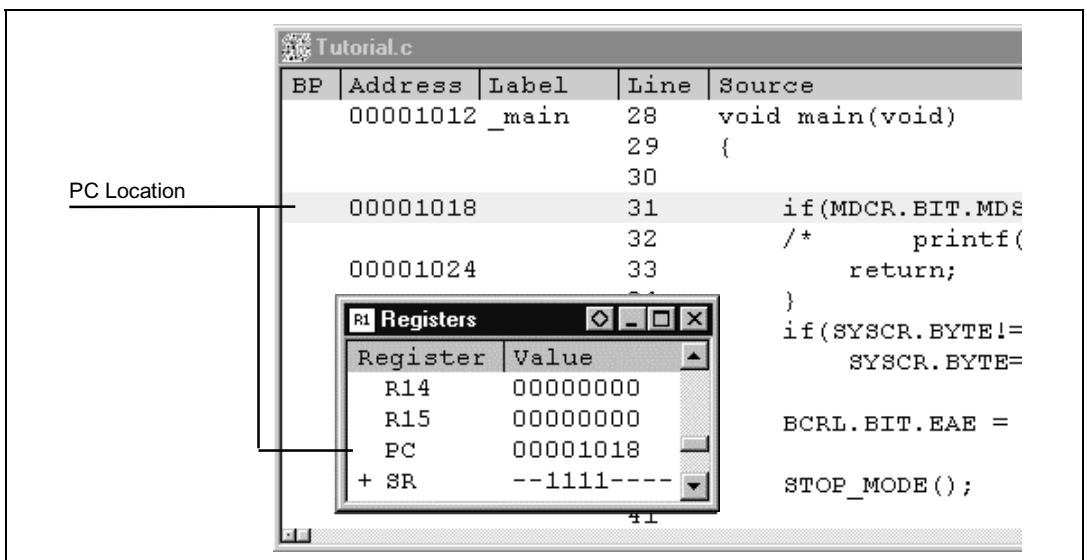 Tutorial.c
BP Address Label Line Source
00001012 _main 28 void main(void)
29 {
30
PC Location
00001018 31 if(MDCR.BIT.MDS
32 /* printf(
00001024 33 return;
}
if(SYSCR.BYTE!=
SYSCR.BYTE=
BCRL.BIT.EAE =
STOP_MODE();
41
R1 Registers
Register Value
R14 00000000
R15 00000000
PC 00001018
+ SR --1111----